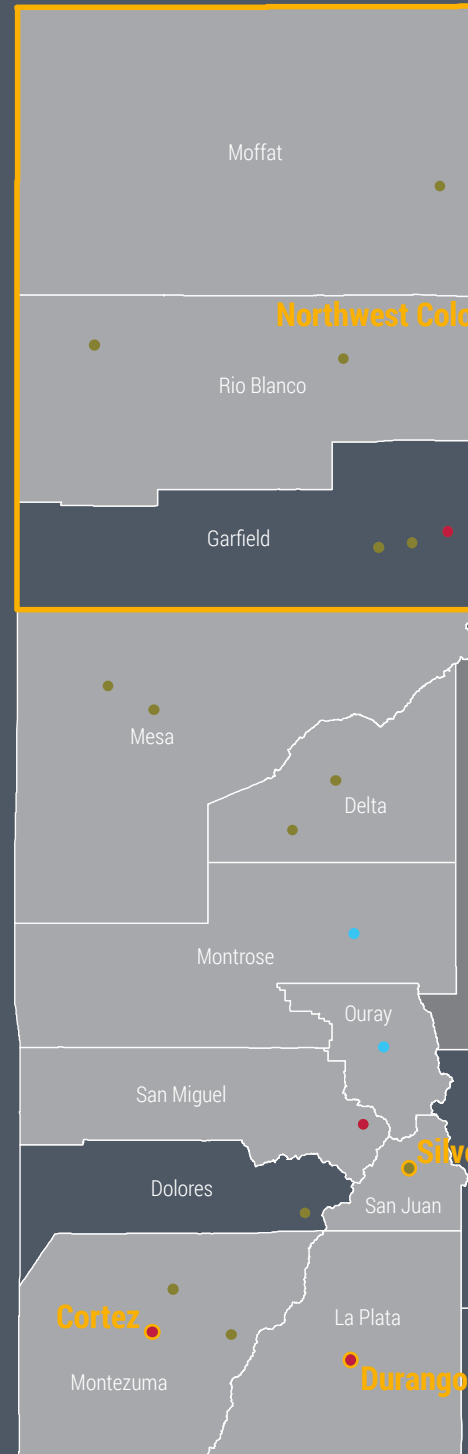 Moffat
Northwest Colo
Rio Blanco
Garfield
Mesa
Delta
Montrose
Ouray
San Miguel
Silve
Dolores
San Juan
Cortez
La Plata
Montezuma
Durango